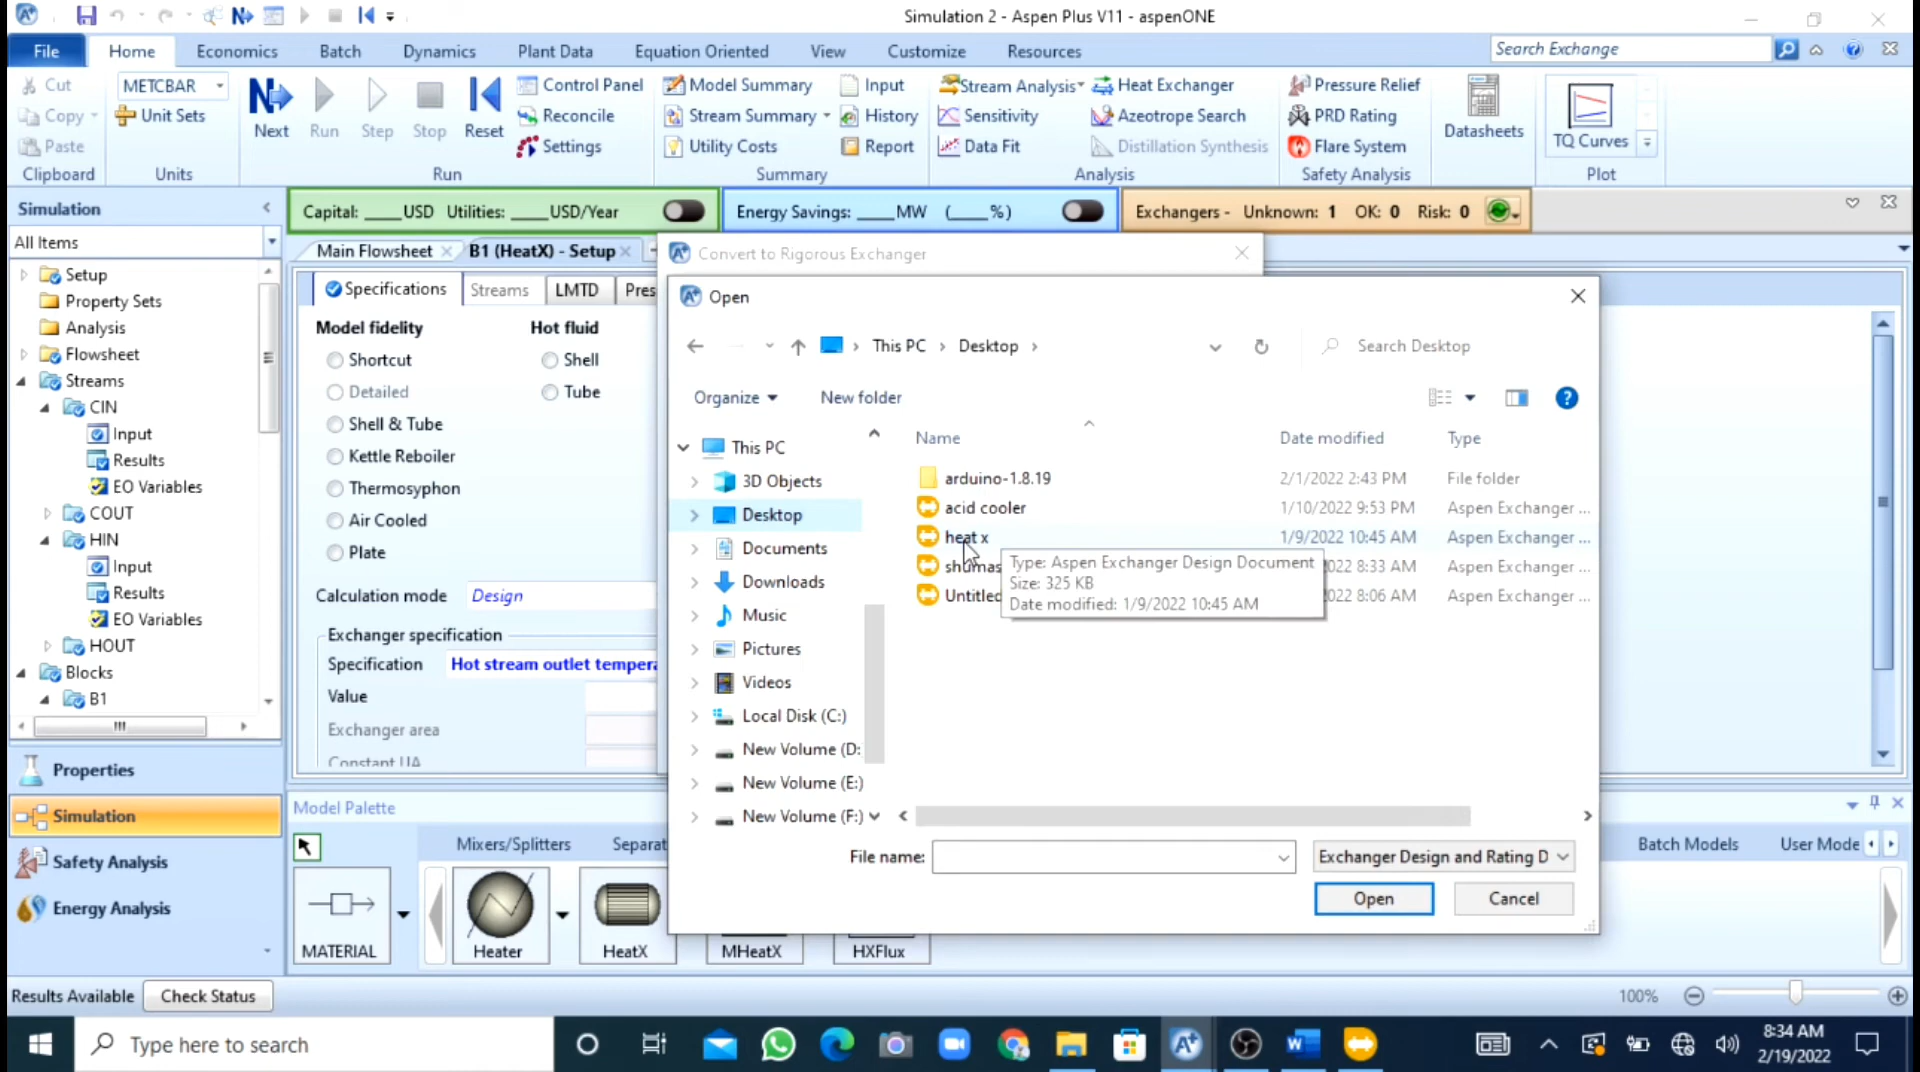 Simulation 2 - Aspen Plus V11 - aspenONE
File Home Economics Batch Dynamics Plant Data Equation Oriented View Customize Resources Search Exchange
Cut METCBAR Control Panel Model Summary Input Stream Analysis Heat Exchanger Pressure Relief
Copy Unit Sets Reconcile Stream Summary History Sensitivity Azeotrope Search PRD Rating
Next Run Step Stop Reset Datasheets TQ Curves
Paste Settings Utility Costs Report Data Fit Distillation Synthesis Flare System
Clipboard Units Run Summary Analysis Safety Analysis Plot
Simulation
Capital: ____USD Utilities: ____USD/Year Energy Savings: ____MW (____%) Exchangers - Unknown: 1 OK: 0 Risk: 0
All Items
Main Flowsheet B1 (HeatX) - Setup
Convert to Rigorous Exchanger
Setup
Property Sets
Analysis
Flowsheet
Streams
CIN
Input
Results
EO Variables
COUT
HIN
Input
Results
EO Variables
HOUT
Blocks
B1
Properties
Simulation
Safety Analysis
Energy Analysis
Specifications Streams LMTD Pres
Model fidelity Hot fluid
Shortcut Shell
Detailed Tube
Shell & Tube
Kettle Reboiler
Thermosyphon
Air Cooled
Plate
Calculation mode Design
Exchanger specification
Specification Hot stream outlet tempera
Value
Exchanger area
Constant UA
Open
This PC Desktop Search Desktop
Organize New folder
Name Date modified Type
This PC
3D Objects
Desktop
Documents
Downloads
Music
Pictures
Videos
Local Disk (C:)
New Volume (D:
New Volume (E:)
New Volume (F:)
arduino-1.8.19 2/1/2022 2:43 PM File folder
acid cooler 1/10/2022 9:53 PM Aspen Exchanger ...
heat x 1/9/2022 10:45 AM Aspen Exchanger ...
shumas 022 8:33 AM Aspen Exchanger ...
Untitled 022 8:06 AM Aspen Exchanger ...
Type: Aspen Exchanger Design Document
Size: 325 KB
Date modified: 1/9/2022 10:45 AM
File name: Exchanger Design and Rating D
Open Cancel
Model Palette
Mixers/Splitters Separat Batch Models User Mode
MATERIAL Heater HeatX MHeatX HXFlux
Results Available Check Status 100%
Type here to search
8:34 AM
2/19/2022